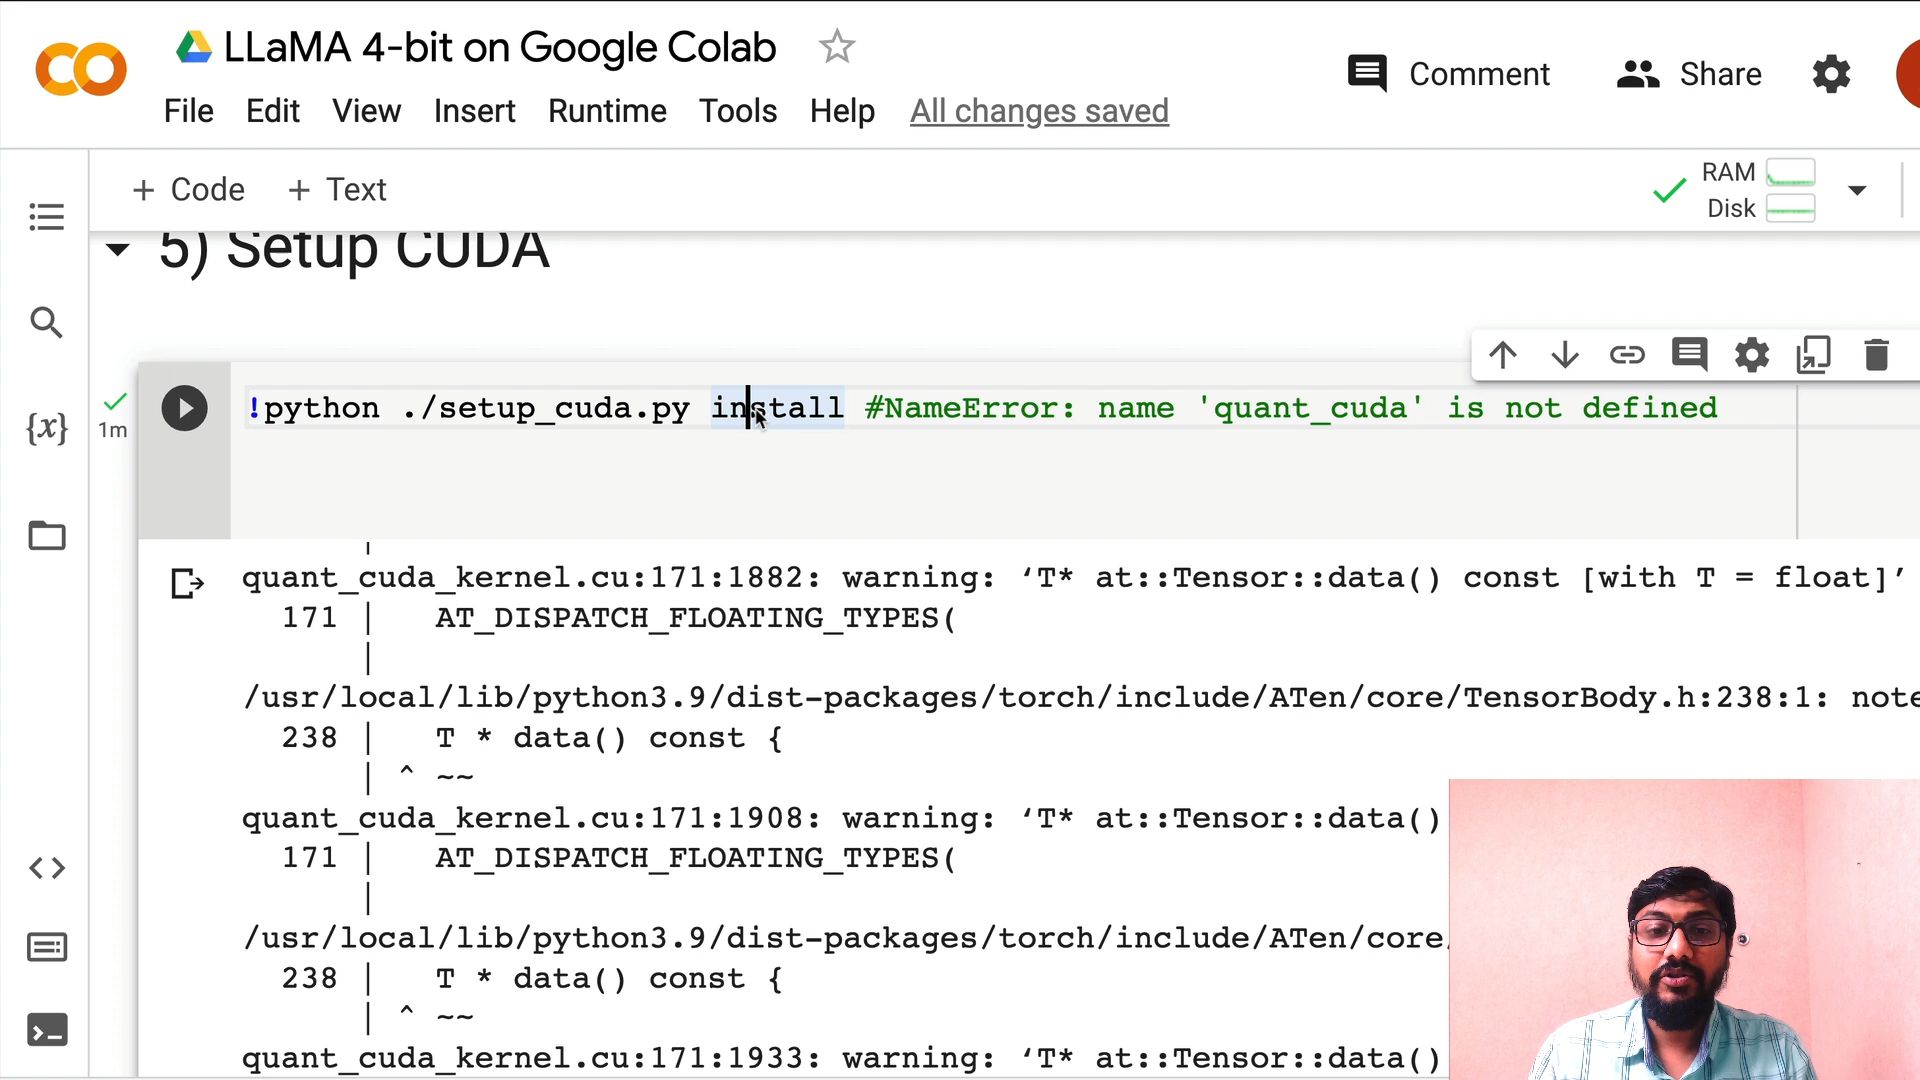 LLaMA 4-bit on Google Colab
Comment
Share
File Edit View Insert Runtime Tools Help All changes saved
+ Code + Text
RAM
Disk
5) Setup CUDA
{x}
1m
!python ./setup_cuda.py install #NameError: name 'quant_cuda' is not defined
quant_cuda_kernel.cu:171:1882: warning: ‘T* at::Tensor::data() const [with T = float]’
171 | AT_DISPATCH_FLOATING_TYPES(
|
/usr/local/lib/python3.9/dist-packages/torch/include/ATen/core/TensorBody.h:238:1: note
238 | T * data() const {
| ^ ~~
quant_cuda_kernel.cu:171:1908: warning: ‘T* at::Tensor::data()
171 | AT_DISPATCH_FLOATING_TYPES(
|
/usr/local/lib/python3.9/dist-packages/torch/include/ATen/core
238 | T * data() const {
| ^ ~~
quant_cuda_kernel.cu:171:1933: warning: ‘T* at::Tensor::data()